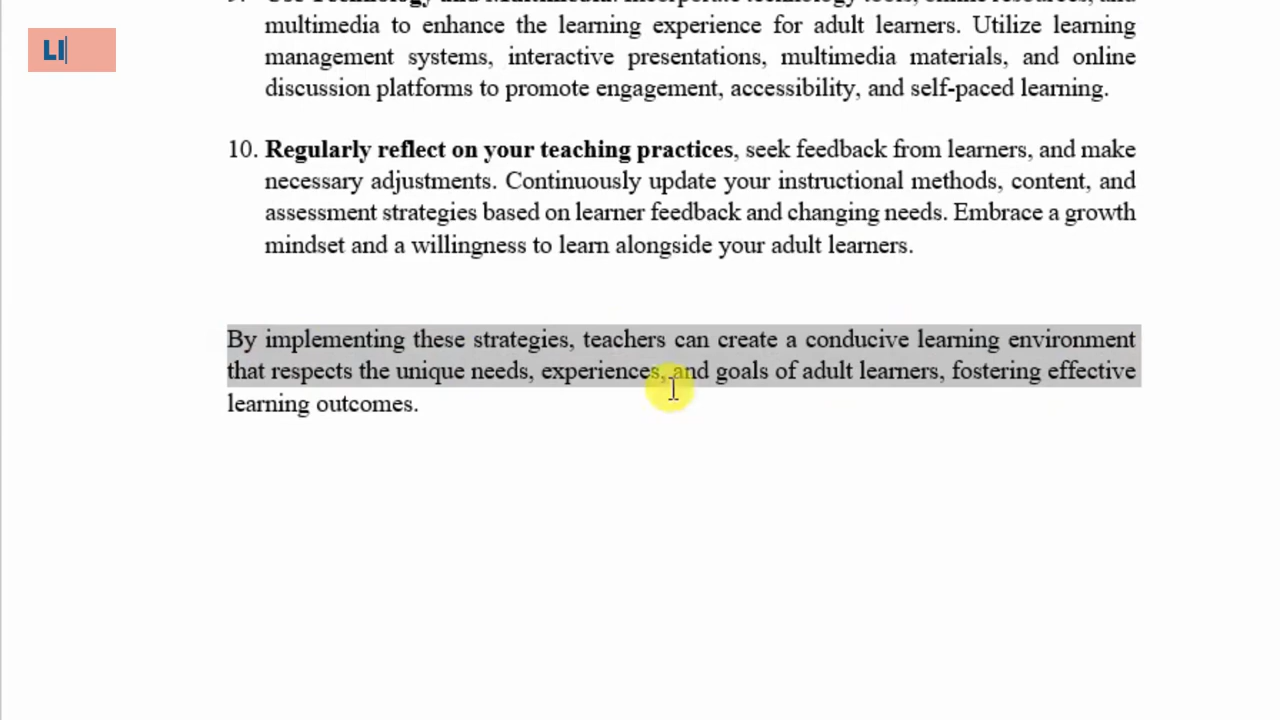 LI
multimedia to enhance the learning experience for adult learners. Utilize learning
management systems, interactive presentations, multimedia materials, and online
discussion platforms to promote engagement, accessibility, and self-paced learning.
10. Regularly reflect on your teaching practices, seek feedback from learners, and make
necessary adjustments. Continuously update your instructional methods, content, and
assessment strategies based on learner feedback and changing needs. Embrace a growth
mindset and a willingness to learn alongside your adult learners.
By implementing these strategies, teachers can create a conducive learning environment
that respects the unique needs, experiences, and goals of adult learners, fostering effective
learning outcomes.